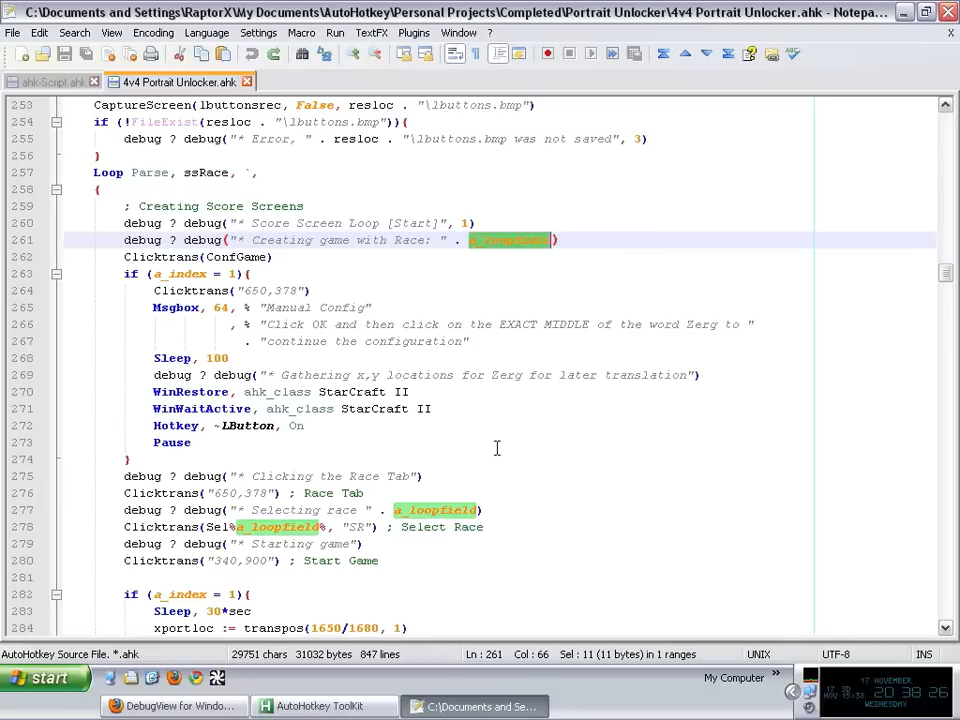 C:\Documents and Settings\RaptorX\My Documents\AutoHotkey\Personal Projects\Completed\Portrait Unlocker\4v4 Portrait Unlocker.ahk - Notepa...
File Edit Search View Encoding Language Settings Macro Run TextFX Plugins Window ? X
ahk-Script.ahk 4v4 Portrait Unlocker.ahk
253 CaptureScreen(lbuttonsrec, False, resloc . "\lbuttons.bmp")
254 if (!FileExist(resloc . "\lbuttons.bmp")){
255 debug ? debug("* Error, " . resloc . "\lbuttons.bmp was not saved", 3)
256 }
257 Loop Parse, ssRace, `,
258 {
259 ; Creating Score Screens
260 debug ? debug("* Score Screen Loop [Start]", 1)
261 debug ? debug("* Creating game with Race: " . a_loopfield)
262 Clicktrans(ConfGame)
263 if (a_index = 1){
264 Clicktrans("650,378")
265 Msgbox, 64, % "Manual Config"
266 , % "Click OK and then click on the EXACT MIDDLE of the word Zerg to "
267 . "continue the configuration"
268 Sleep, 100
269 debug ? debug("* Gathering x,y locations for Zerg for later translation")
270 WinRestore, ahk_class StarCraft II
271 WinWaitActive, ahk_class StarCraft II
272 Hotkey, ~LButton, On
273 Pause
274 }
275 debug ? debug("* Clicking the Race Tab")
276 Clicktrans("650,378") ; Race Tab
277 debug ? debug("* Selecting race " . a_loopfield)
278 Clicktrans(Sel%a_loopfield%, "SR") ; Select Race
279 debug ? debug("* Starting game")
280 Clicktrans("340,900") ; Start Game
281
282 if (a_index = 1){
283 Sleep, 30*sec
284 xportloc := transpos(1650/1680, 1)
AutoHotkey Source File. *.ahk 29751 chars 31032 bytes 847 lines Ln : 261 Col : 66 Sel : 11 (11 bytes) in 1 ranges UNIX UTF-8 INS
start My Computer »
DebugView for Windo... AutoHotkey ToolKit C:\Documents and Se...
17 NOVEMBER
20 38 26
WEDNESDAY